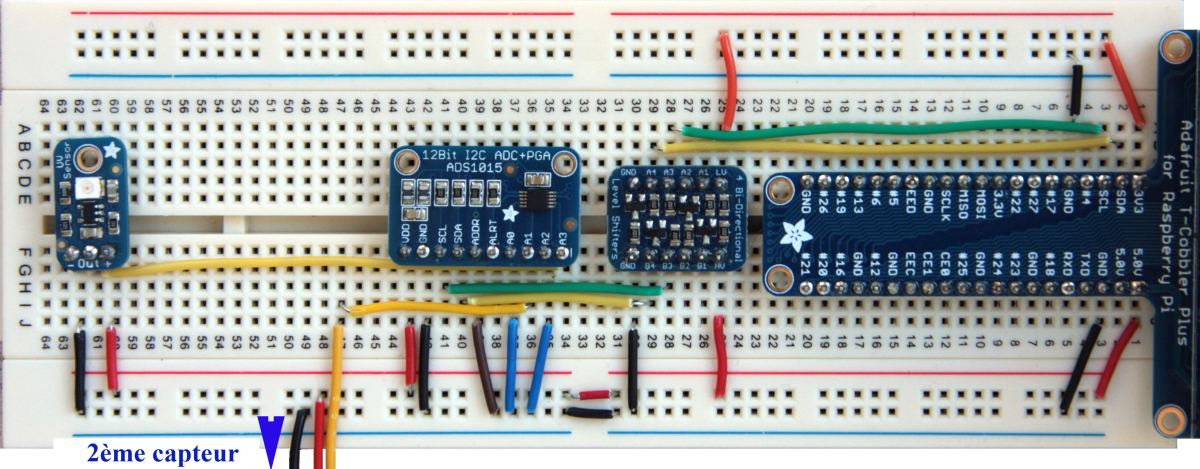 A B C D E
UV
Sensor
12Bit I2C ADC+PGA
ADS1015
VDD GND SCL SDA ADDR ALRT A0 A1 A2 A3
GND A4 A3 A2 A1 LV
4 Bi-Directional
Level Shifters
GND B4 B3 B2 B1 HV
GND #26 #19 #13 #6 #5 EED GND SCLK MISO MOSI 3.3V #22 #27 #17 GND #4 SCL SDA 3V3
#21 #20 #16 GND #12 GND EEC CE1 CE0 #25 GND #24 #23 GND #18 RXD TXD GND 5.0V 5.0V
Adafruit T-Cobbler Plus
for Raspberry Pi
F G H I J
2ème capteur